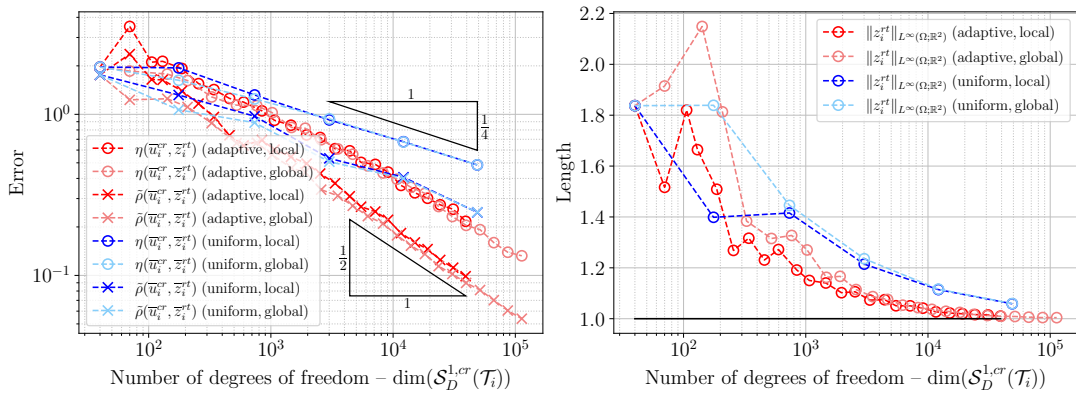 Error
10^0
10^{-1}
1
1/4
1/2
1
η(ū_i^{cr}, z̄_i^{rt}) (adaptive, local)
η(ū_i^{cr}, z̄_i^{rt}) (adaptive, global)
ρ̃(ū_i^{cr}, z̄_i^{rt}) (adaptive, local)
ρ̃(ū_i^{cr}, z̄_i^{rt}) (adaptive, global)
η(ū_i^{cr}, z̄_i^{rt}) (uniform, local)
η(ū_i^{cr}, z̄_i^{rt}) (uniform, global)
ρ̃(ū_i^{cr}, z̄_i^{rt}) (uniform, local)
ρ̃(ū_i^{cr}, z̄_i^{rt}) (uniform, global)
10^2 10^3 10^4 10^5
Number of degrees of freedom – dim(𝒮_D^{1,cr}(𝒯_i))
Length
2.2
2.0
1.8
1.6
1.4
1.2
1.0
‖z_i^{rt}‖_{L^∞(Ω;ℝ^2)} (adaptive, local)
‖z_i^{rt}‖_{L^∞(Ω;ℝ^2)} (adaptive, global)
‖z_i^{rt}‖_{L^∞(Ω;ℝ^2)} (uniform, local)
‖z_i^{rt}‖_{L^∞(Ω;ℝ^2)} (uniform, global)
10^2 10^3 10^4 10^5
Number of degrees of freedom – dim(𝒮_D^{1,cr}(𝒯_i))